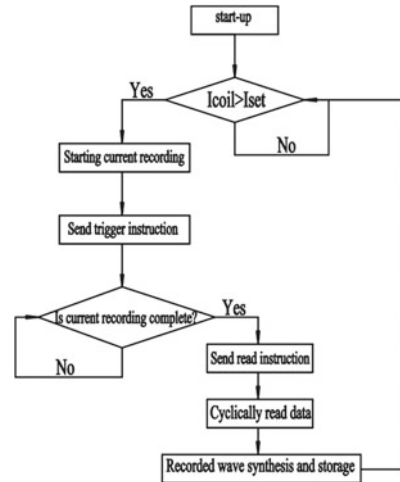 start-up
Icoil>Iset
Yes
No
Starting current recording
Send trigger instruction
Is current recording complete?
Yes
No
Send read instruction
Cyclically read data
Recorded wave synthesis and storage